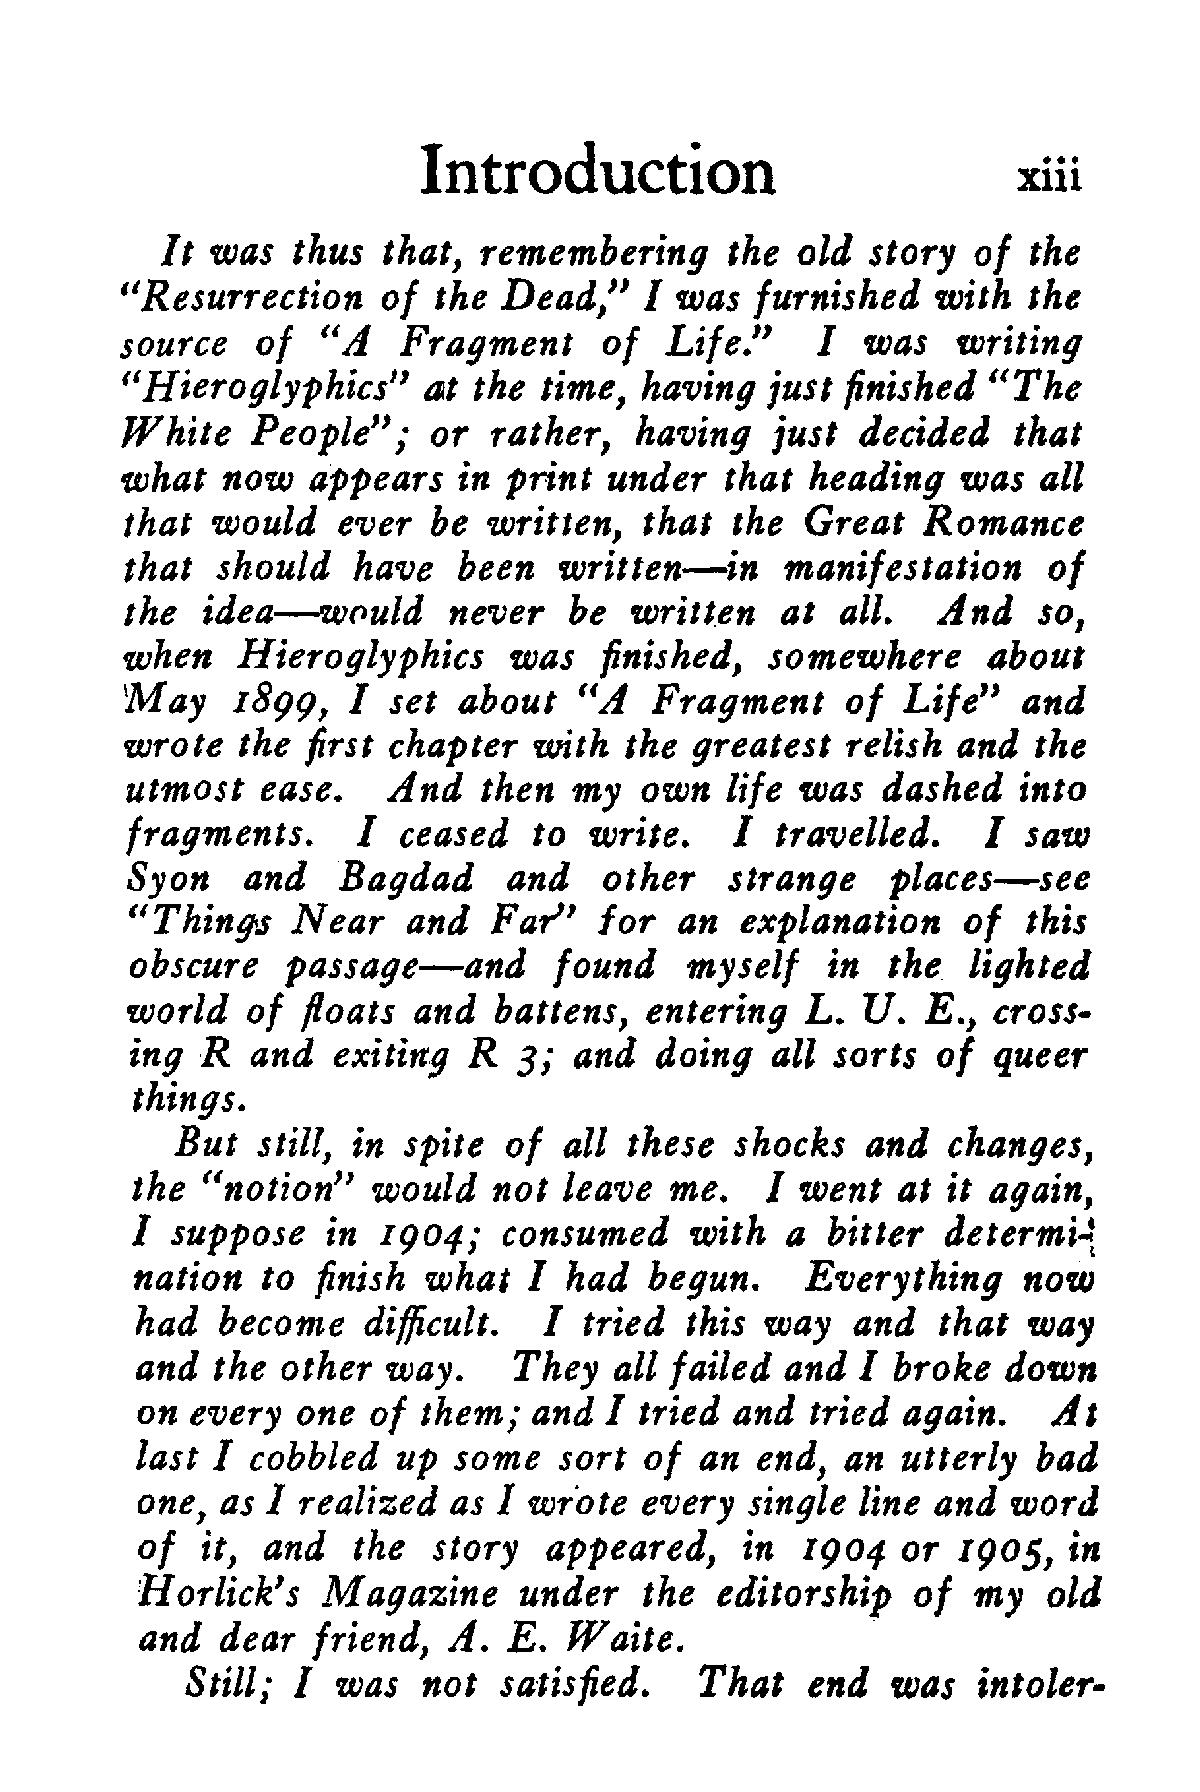 Introduction xiii
It was thus that, remembering the old story of the
"Resurrection of the Dead," I was furnished with the
source of "A Fragment of Life." I was writing
"Hieroglyphics" at the time, having just finished "The
White People"; or rather, having just decided that
what now appears in print under that heading was all
that would ever be written, that the Great Romance
that should have been written—in manifestation of
the idea—would never be written at all. And so,
when Hieroglyphics was finished, somewhere about
May 1899, I set about "A Fragment of Life" and
wrote the first chapter with the greatest relish and the
utmost ease. And then my own life was dashed into
fragments. I ceased to write. I travelled. I saw
Syon and Bagdad and other strange places—see
"Things Near and Far" for an explanation of this
obscure passage—and found myself in the lighted
world of floats and battens, entering L. U. E., cross-
ing R and exiting R 3; and doing all sorts of queer
things.
But still, in spite of all these shocks and changes,
the "notion" would not leave me. I went at it again,
I suppose in 1904; consumed with a bitter determi-
nation to finish what I had begun. Everything now
had become difficult. I tried this way and that way
and the other way. They all failed and I broke down
on every one of them; and I tried and tried again. At
last I cobbled up some sort of an end, an utterly bad
one, as I realized as I wrote every single line and word
of it, and the story appeared, in 1904 or 1905, in
Horlick's Magazine under the editorship of my old
and dear friend, A. E. Waite.
Still; I was not satisfied. That end was intoler-